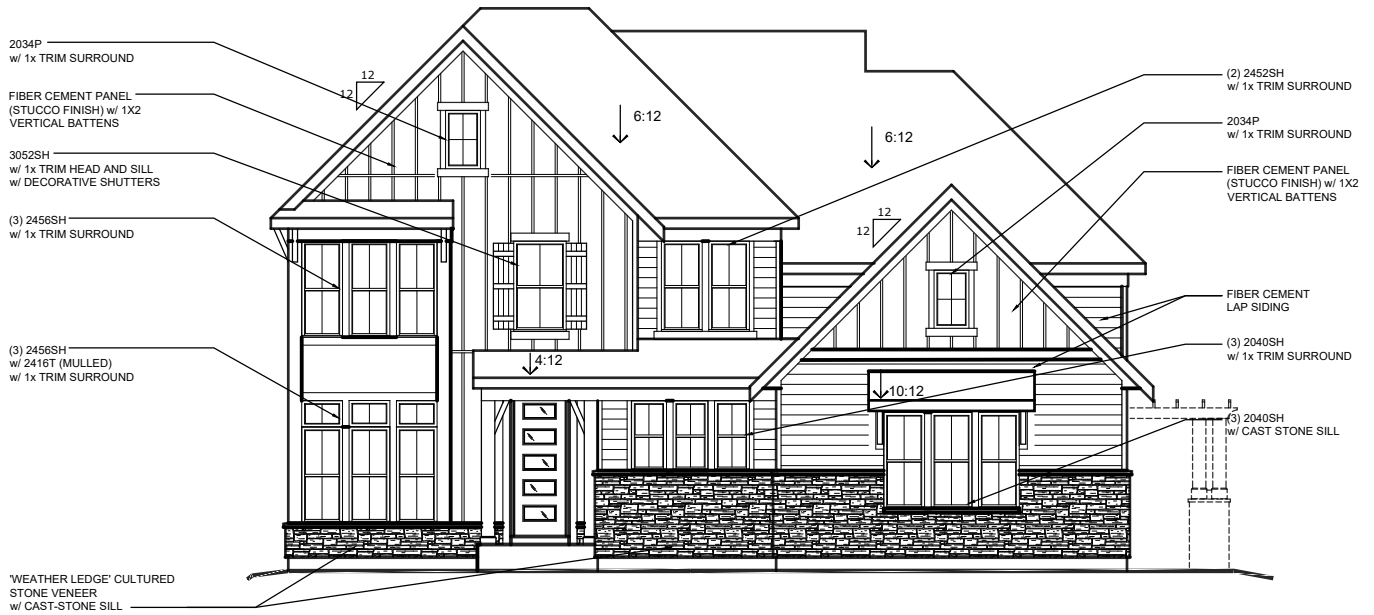 2034P
w/ 1x TRIM SURROUND
FIBER CEMENT PANEL
(STUCCO FINISH) w/ 1X2
VERTICAL BATTENS
3052SH
w/ 1x TRIM HEAD AND SILL
w/ DECORATIVE SHUTTERS
(3) 2456SH
w/ 1x TRIM SURROUND
(3) 2456SH
w/ 2416T (MULLED)
w/ 1x TRIM SURROUND
'WEATHER LEDGE' CULTURED
STONE VENEER
w/ CAST-STONE SILL
12
12
6:12
6:12
12
12
4:12
10:12
(2) 2452SH
w/ 1x TRIM SURROUND
2034P
w/ 1x TRIM SURROUND
FIBER CEMENT PANEL
(STUCCO FINISH) w/ 1X2
VERTICAL BATTENS
FIBER CEMENT
LAP SIDING
(3) 2040SH
w/ 1x TRIM SURROUND
(3) 2040SH
w/ CAST STONE SILL